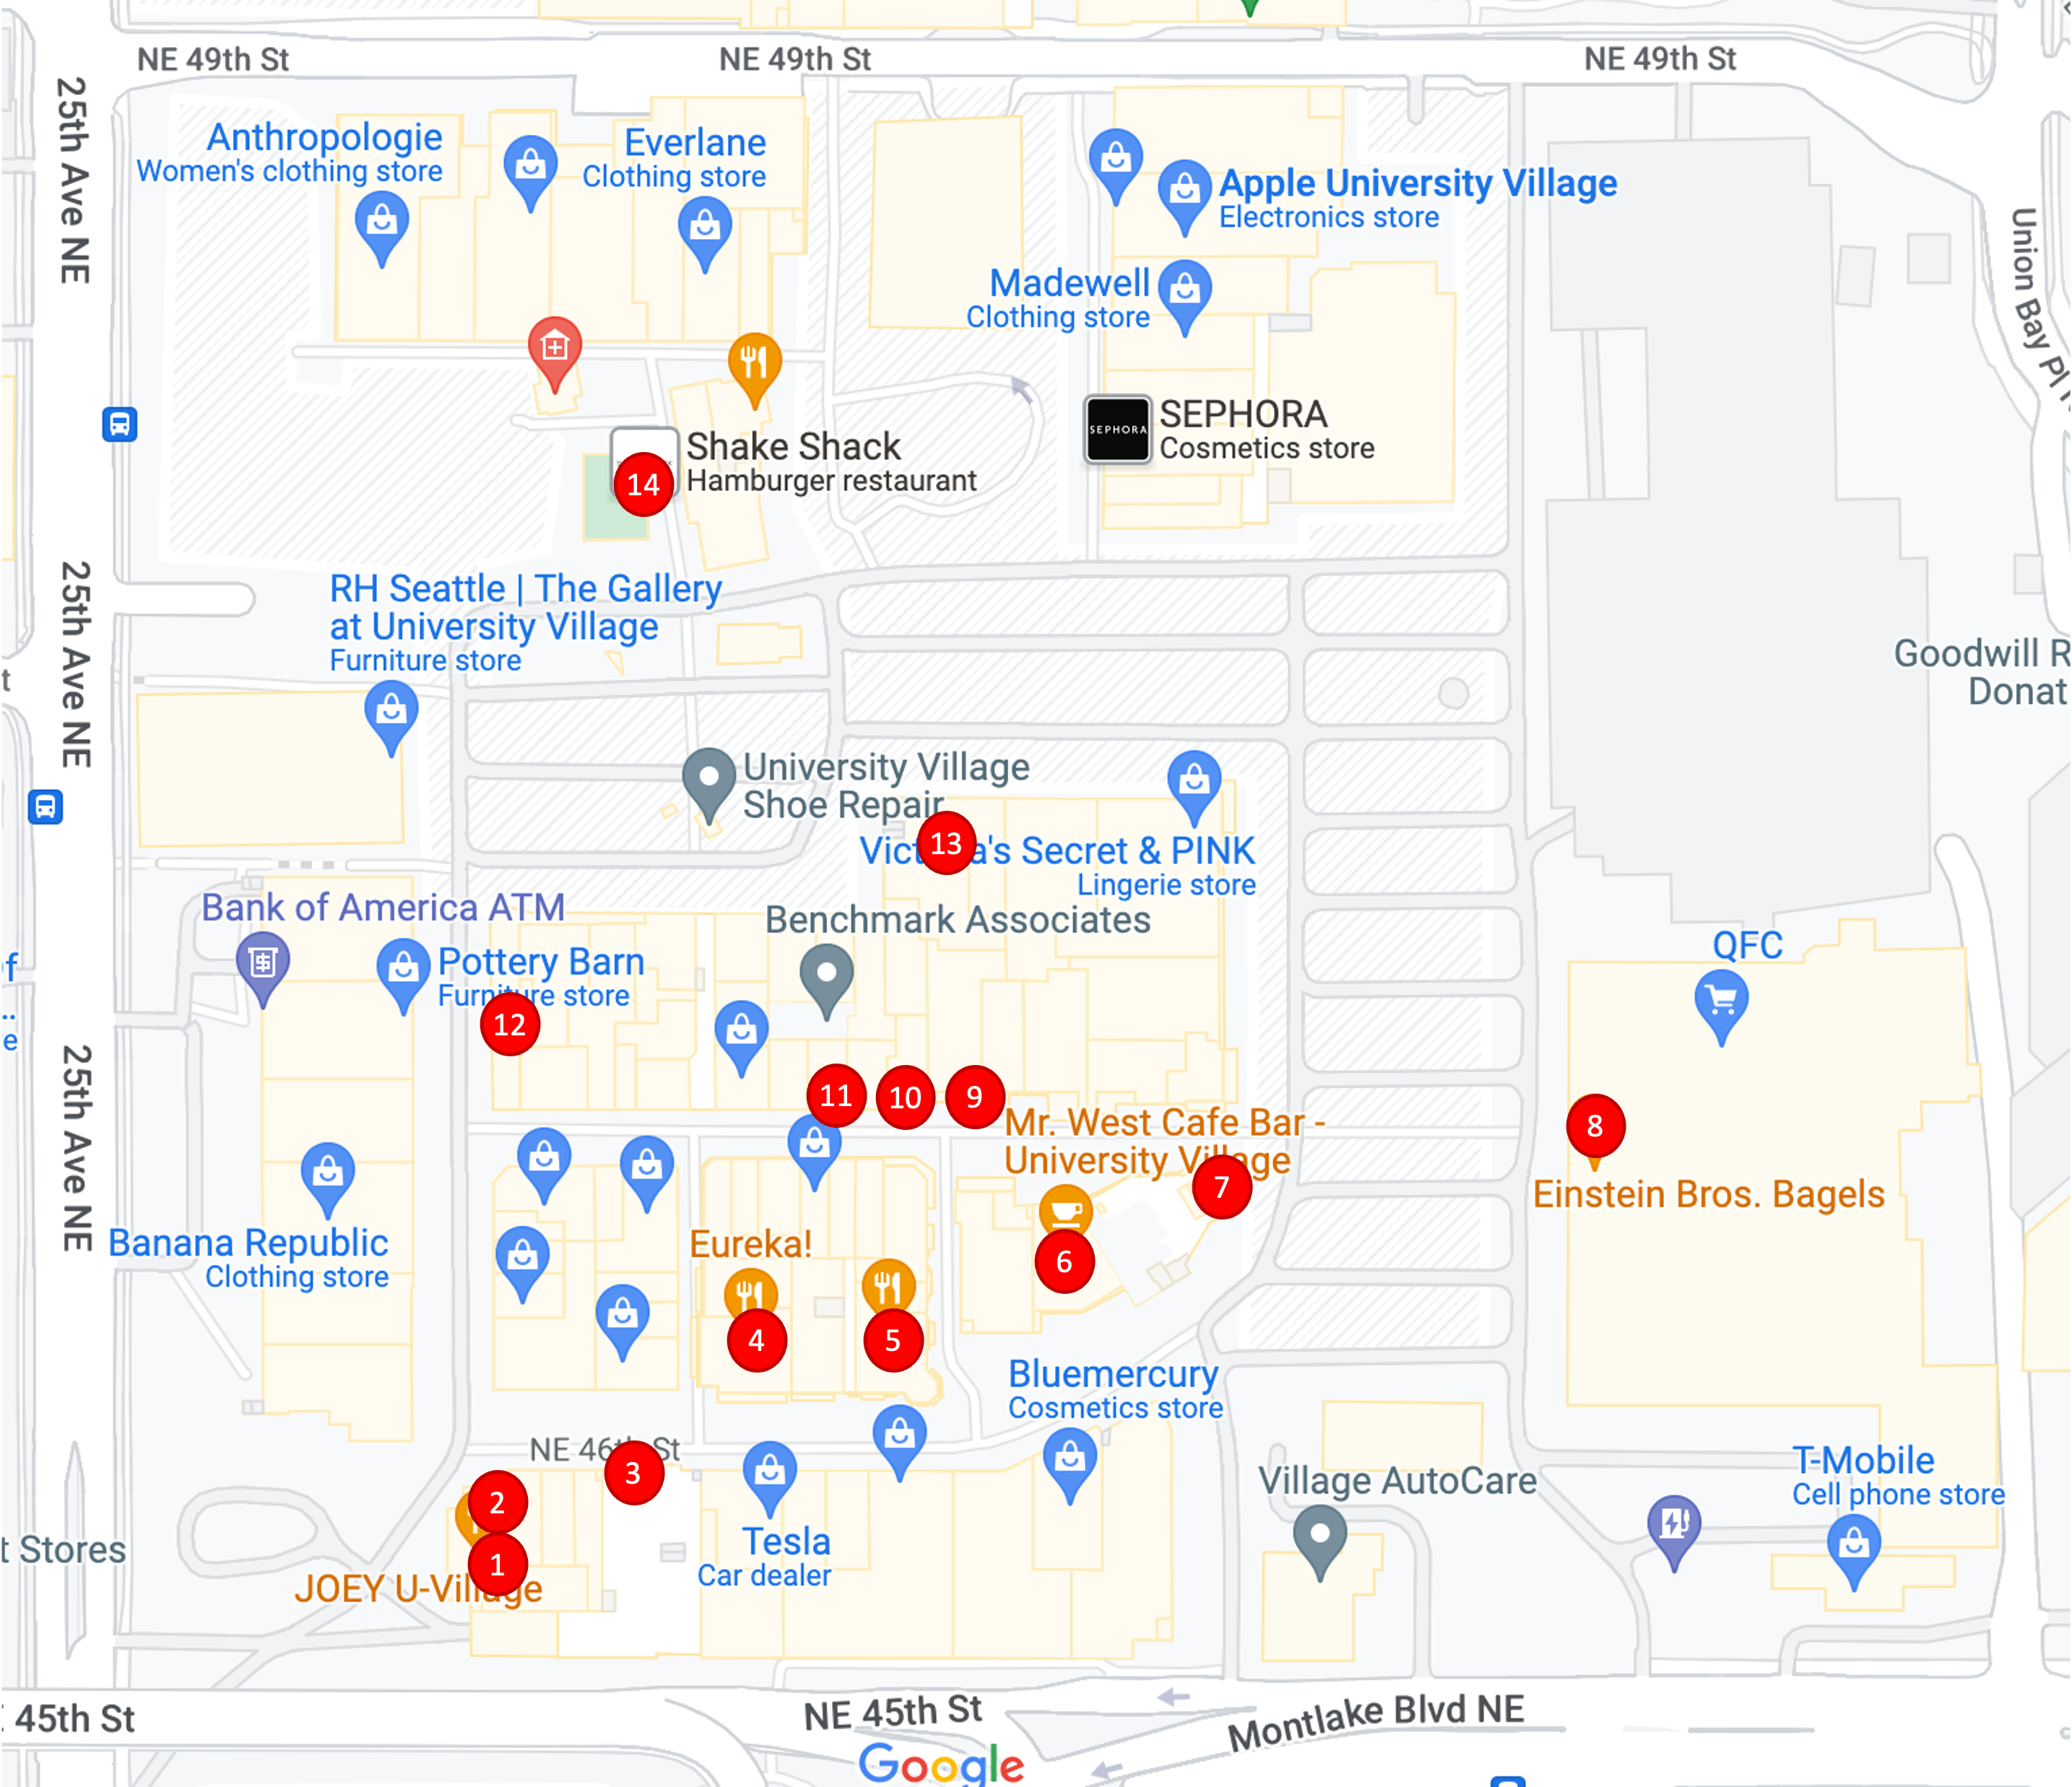 NE 49th St
NE 49th St
NE 49th St
25th Ave NE
Anthropologie
Women's clothing store
Everlane
Clothing store
Apple University Village
Electronics store
Union Bay Pl
Madewell
Clothing store
SEPHORA
SEPHORA
Cosmetics store
Shake Shack
Hamburger restaurant
14
25th Ave NE
RH Seattle | The Gallery
at University Village
Furniture store
t
Goodwill R
Donat
University Village
Shoe Repair
13
Vict a's Secret & PINK
Lingerie store
Bank of America ATM
Benchmark Associates
QFC
Pottery Barn
Furniture store
f
..
e
12
25th Ave NE
11
10
9
8
Mr. West Cafe Bar -
University Village
7
Einstein Bros. Bagels
Banana Republic
Clothing store
Eureka!
6
4
5
Bluemercury
Cosmetics store
NE 46th St
3
2
1
JOEY U-Village
t Stores
Tesla
Car dealer
Village AutoCare
T-Mobile
Cell phone store
45th St
NE 45th St
Montlake Blvd NE
Google